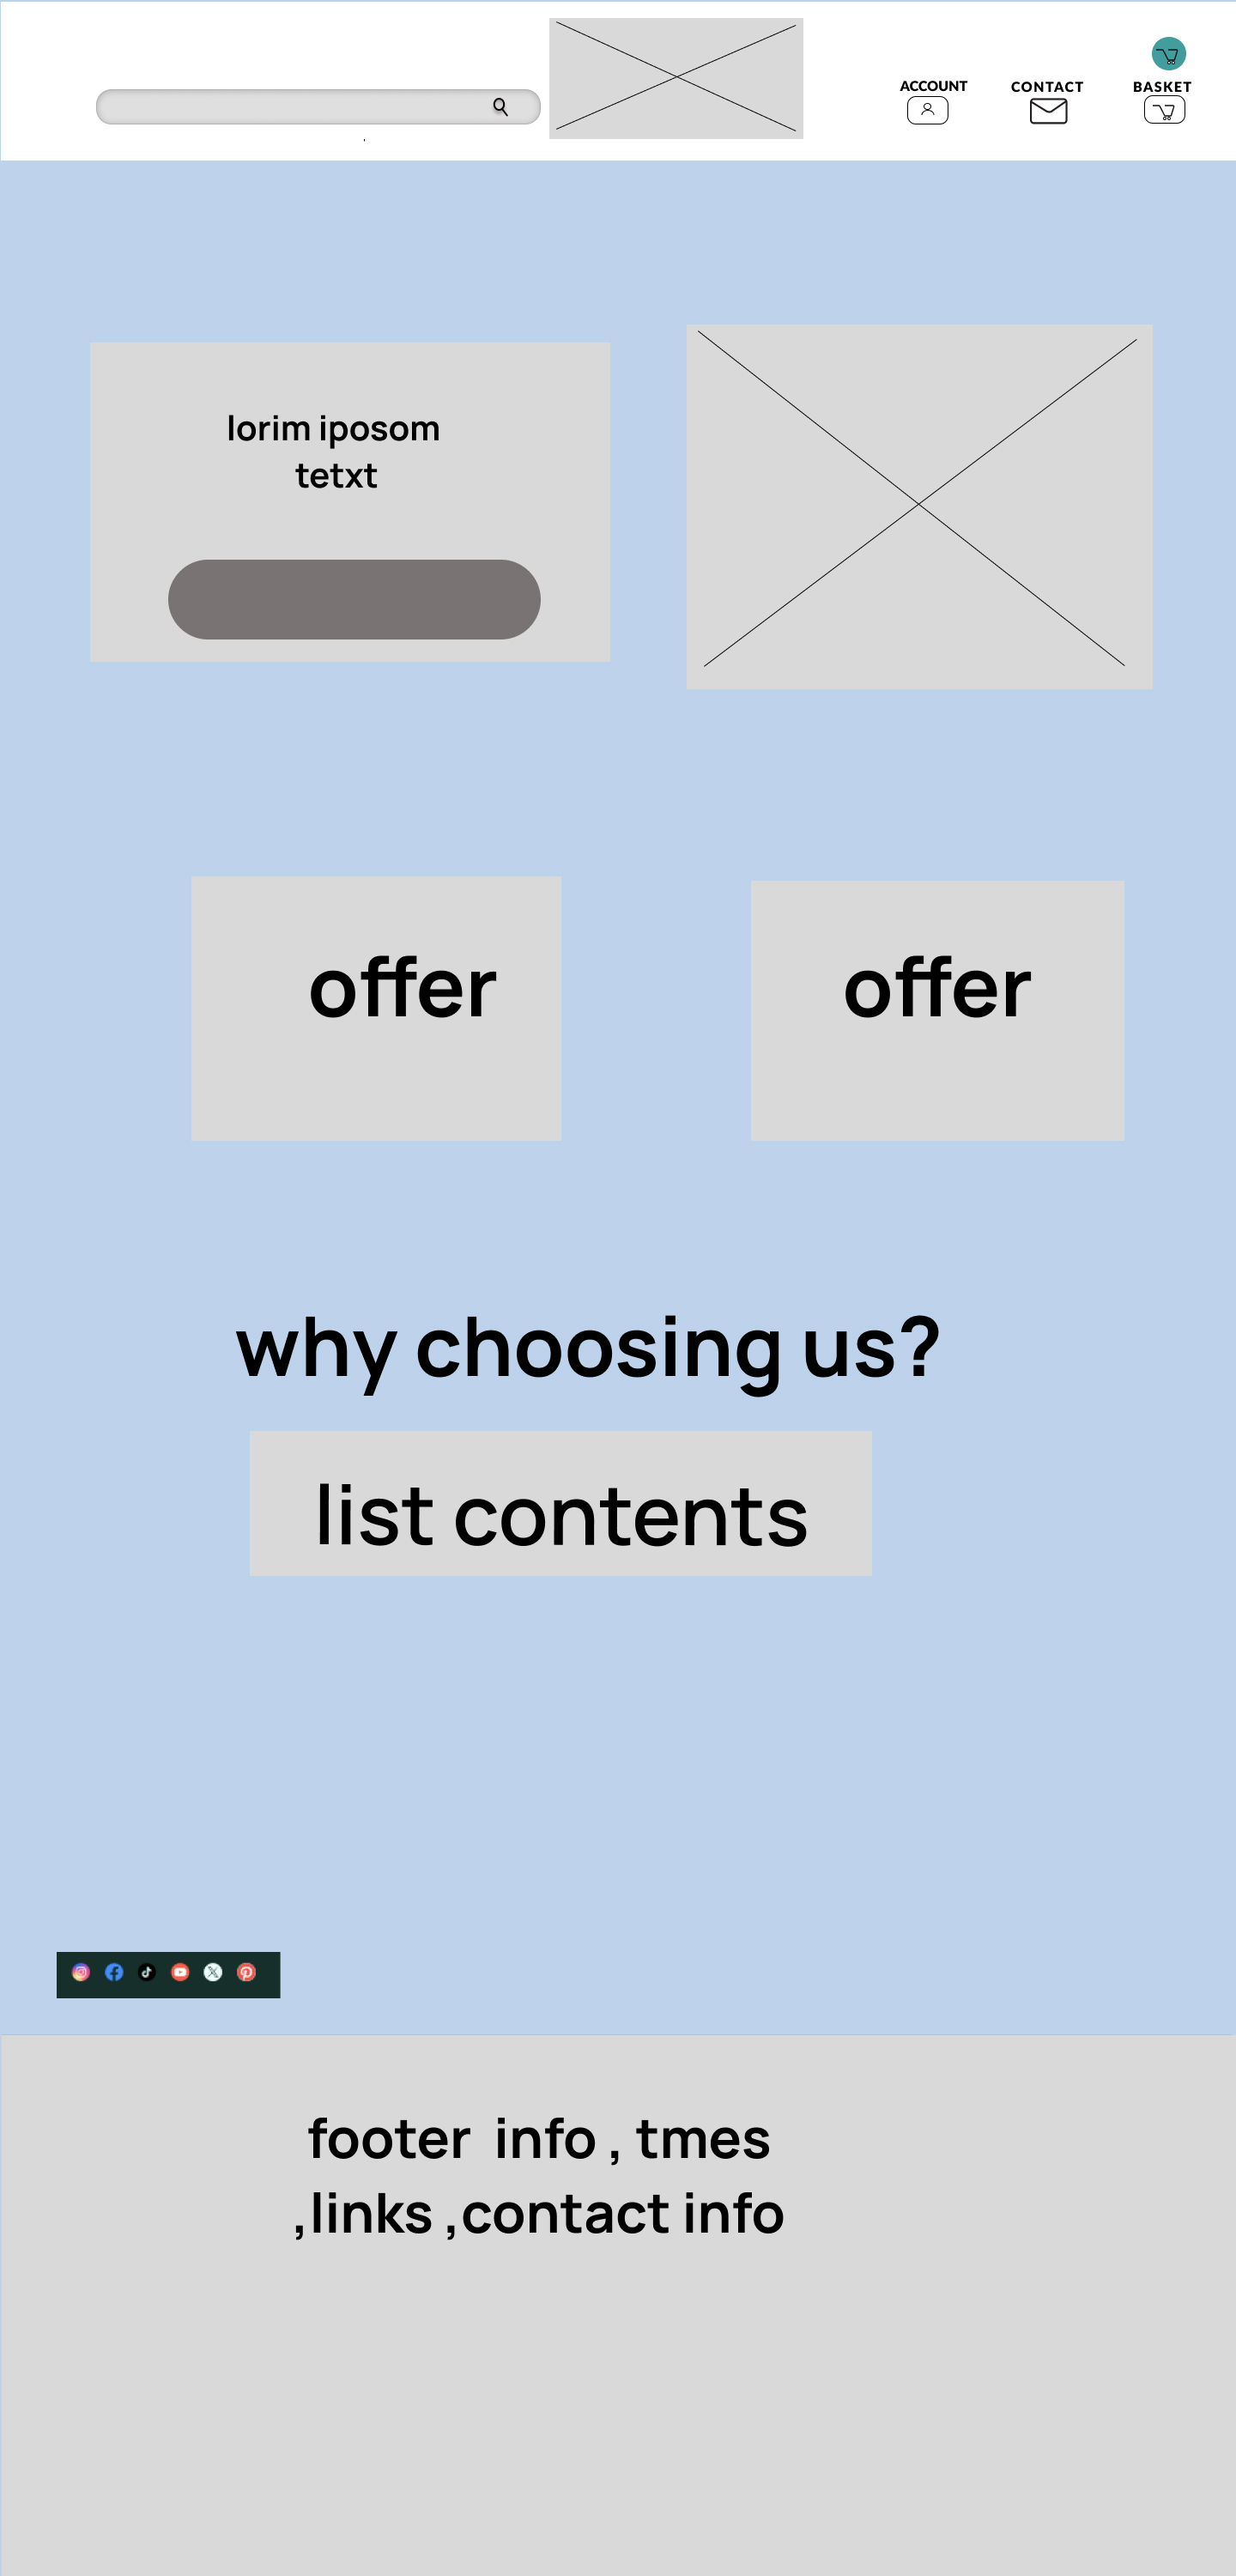 ACCOUNT
CONTACT
BASKET
lorim iposom
tetxt
offer
offer
why choosing us?
list contents
footer  info , tmes
,links ,contact info